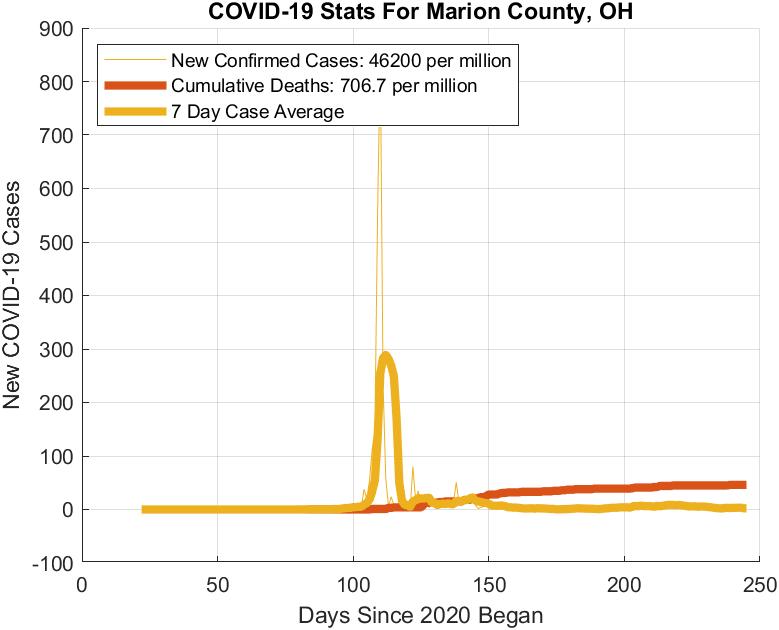 COVID-19 Stats For Marion County, OH
900
800
700
600
500
400
300
200
100
0
-100
New Confirmed Cases: 46200 per million
Cumulative Deaths: 706.7 per million
7 Day Case Average
New COVID-19 Cases
0
50
100
150
200
250
Days Since 2020 Began